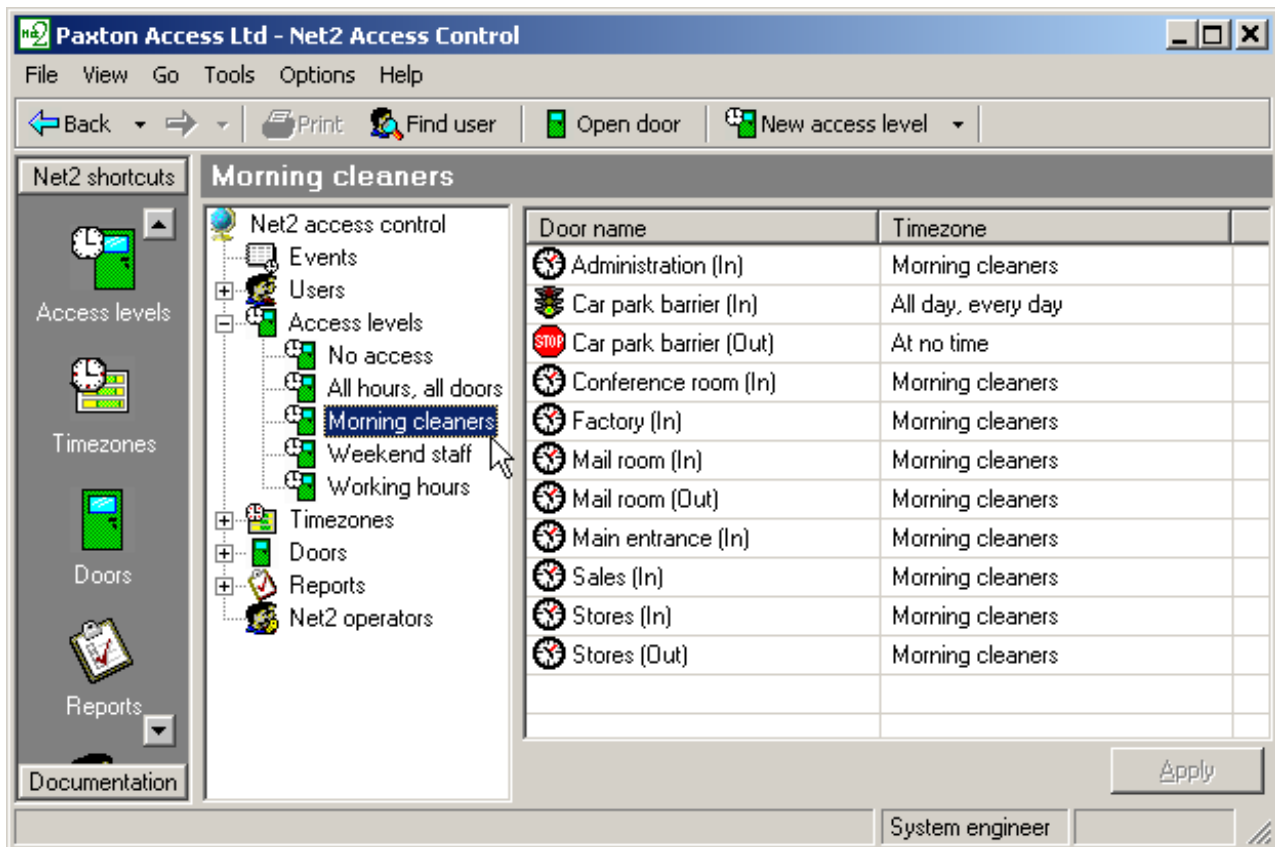 Paxton Access Ltd - Net2 Access Control
File View Go Tools Options Help
Back Print Find user Open door New access level
Net2 shortcuts
Access levels
Timezones
Doors
Reports
Documentation
Morning cleaners
Net2 access control
Events
Users
Access levels
No access
All hours, all doors
Morning cleaners
Weekend staff
Working hours
Timezones
Doors
Reports
Net2 operators
Door name Timezone
Administration (In) Morning cleaners
Car park barrier (In) All day, every day
STOP Car park barrier (Out) At no time
Conference room (In) Morning cleaners
Factory (In) Morning cleaners
Mail room (In) Morning cleaners
Mail room (Out) Morning cleaners
Main entrance (In) Morning cleaners
Sales (In) Morning cleaners
Stores (In) Morning cleaners
Stores (Out) Morning cleaners
Apply
System engineer